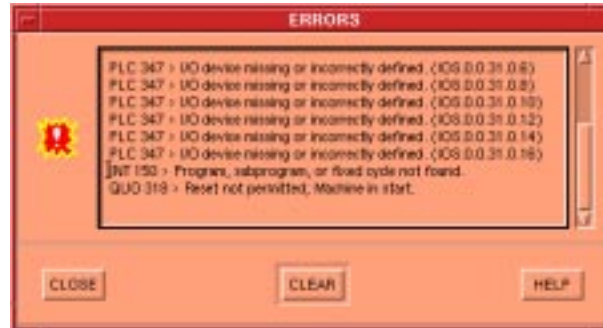 ERRORS
PLC 347 > I/O device missing or incorrectly defined. (IOS.0.0.31.0.6)
PLC 347 > I/O device missing or incorrectly defined. (IOS.0.0.31.0.8)
PLC 347 > I/O device missing or incorrectly defined. (IOS.0.0.31.0.10)
PLC 347 > I/O device missing or incorrectly defined. (IOS.0.0.31.0.12)
PLC 347 > I/O device missing or incorrectly defined. (IOS.0.0.31.0.14)
PLC 347 > I/O device missing or incorrectly defined. (IOS.0.0.31.0.16)
INT 150 > Program, subprogram, or fixed cycle not found.
QUO 318 > Reset not permitted, Machine in start.
CLOSE
CLEAR
HELP